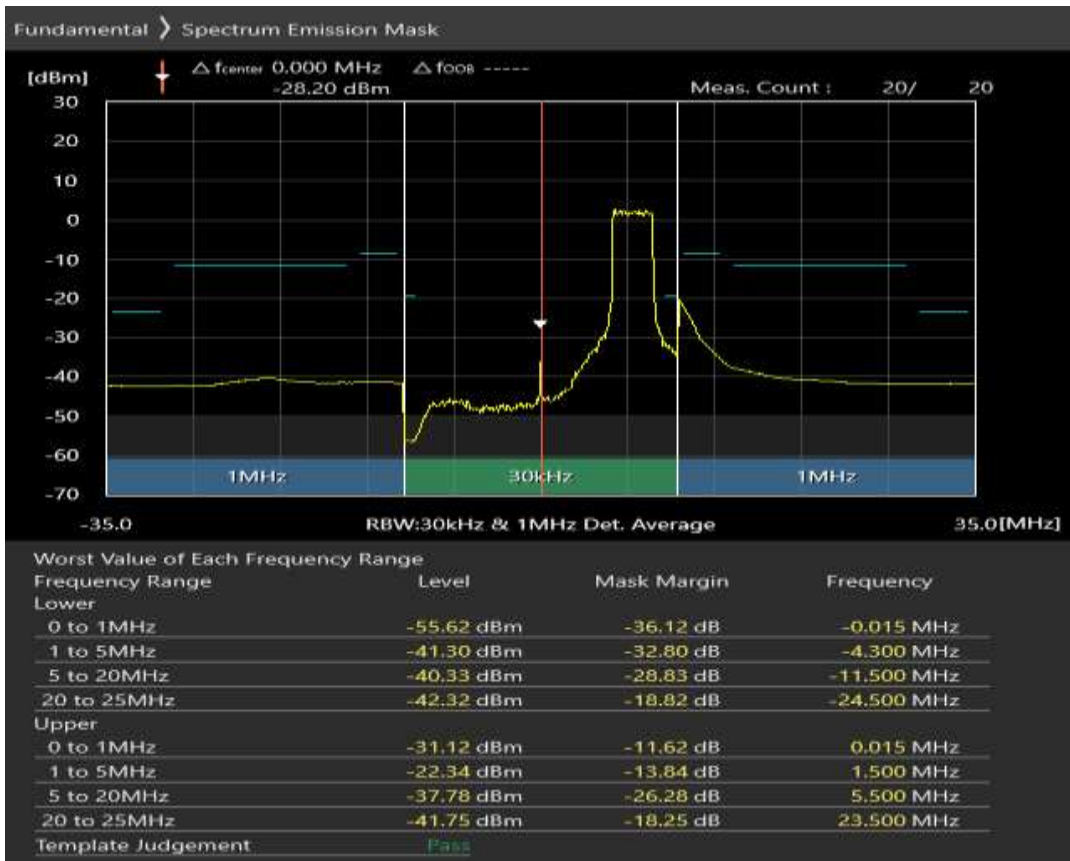 Fundamental 〉 Spectrum Emission Mask
[dBm] △ fcenter 0.000 MHz △ fOOB -----
-28.20 dBm Meas. Count : 20/ 20
30
20
10
0
-10
-20
-30
-40
-50
-60
1MHz 30kHz 1MHz
-70
-35.0 RBW:30kHz & 1MHz Det. Average 35.0[MHz]
Worst Value of Each Frequency Range
Frequency Range Level Mask Margin Frequency
Lower
0 to 1MHz -55.62 dBm -36.12 dB -0.015 MHz
1 to 5MHz -41.30 dBm -32.80 dB -4.300 MHz
5 to 20MHz -40.33 dBm -28.83 dB -11.500 MHz
20 to 25MHz -42.32 dBm -18.82 dB -24.500 MHz
Upper
0 to 1MHz -31.12 dBm -11.62 dB 0.015 MHz
1 to 5MHz -22.34 dBm -13.84 dB 1.500 MHz
5 to 20MHz -37.78 dBm -26.28 dB 5.500 MHz
20 to 25MHz -41.75 dBm -18.25 dB 23.500 MHz
Template Judgement Pass